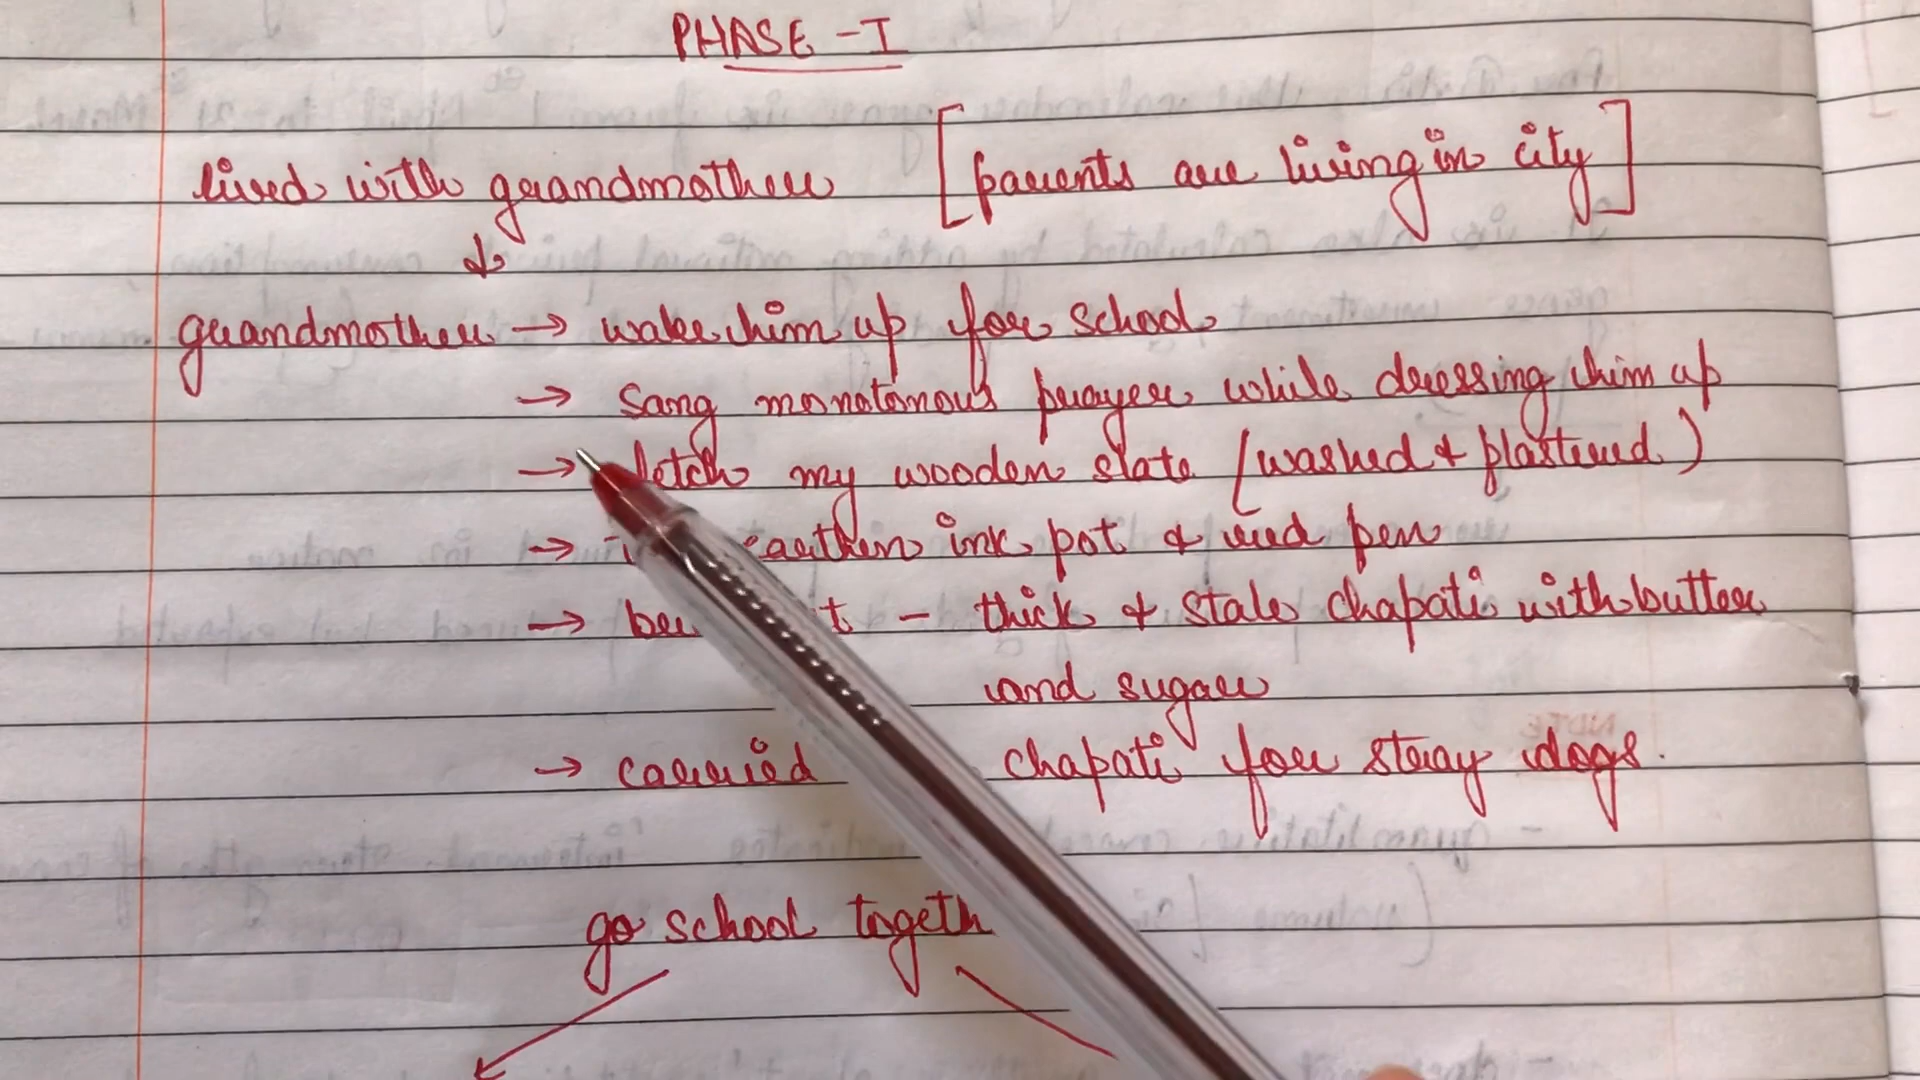 PHASE - I
lived with grandmother [parents are living in city]
grandmother → wake him up for school
→ sang monotonous prayer while dressing him up
→ fetch my wooden slate (washed & plastered)
→ earthen ink pot & red pen
→ - thick & stale chapati with butter
and sugar
→ carried chapati for stray dogs.
go school